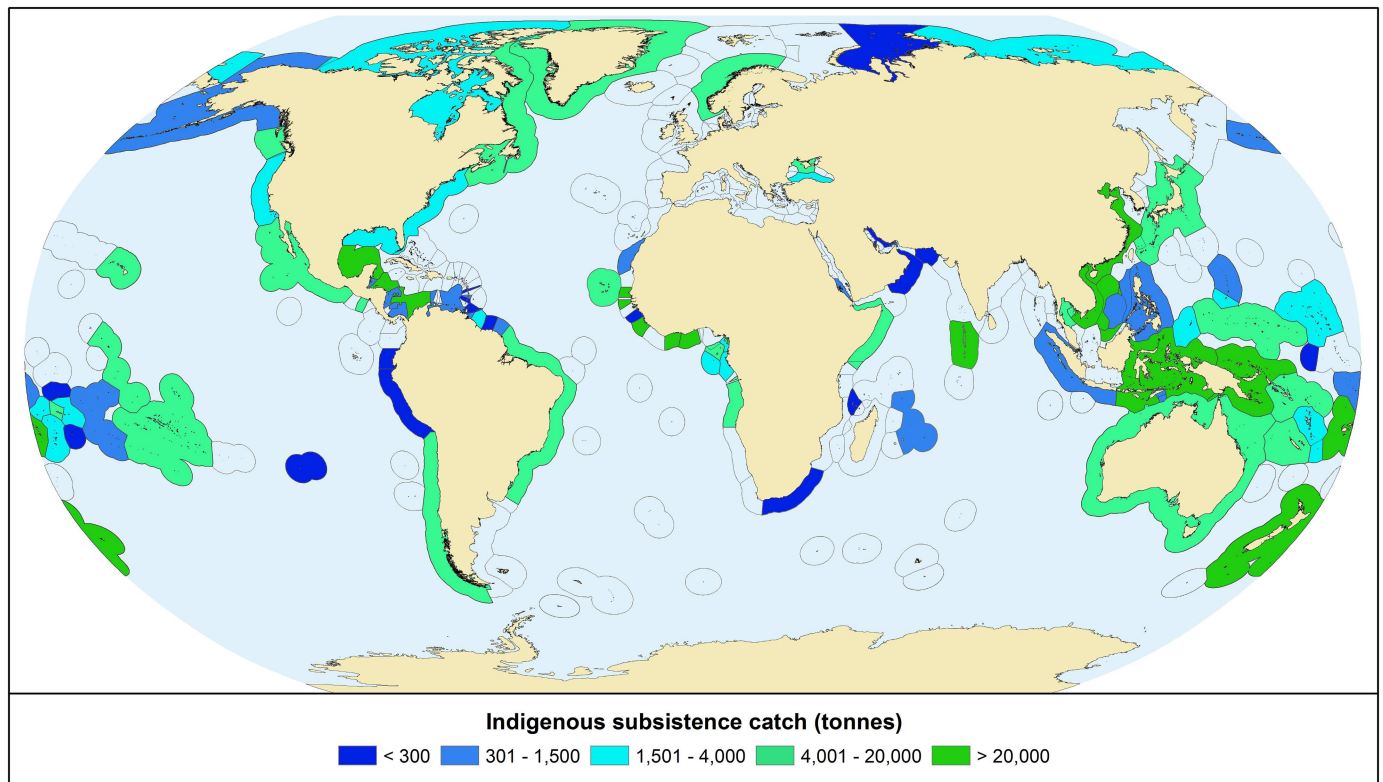 Indigenous subsistence catch (tonnes)
< 300 301 - 1,500 1,501 - 4,000 4,001 - 20,000 > 20,000